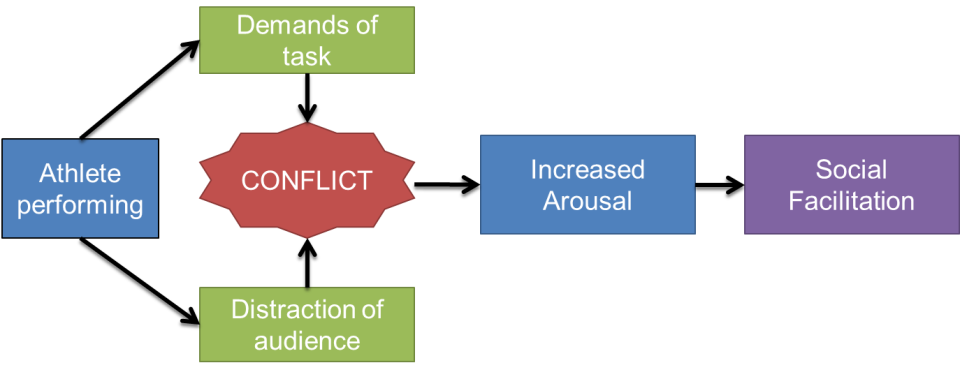 Demands of
task
Athlete
performing
CONFLICT
Increased
Arousal
Social
Facilitation
Distraction of
audience